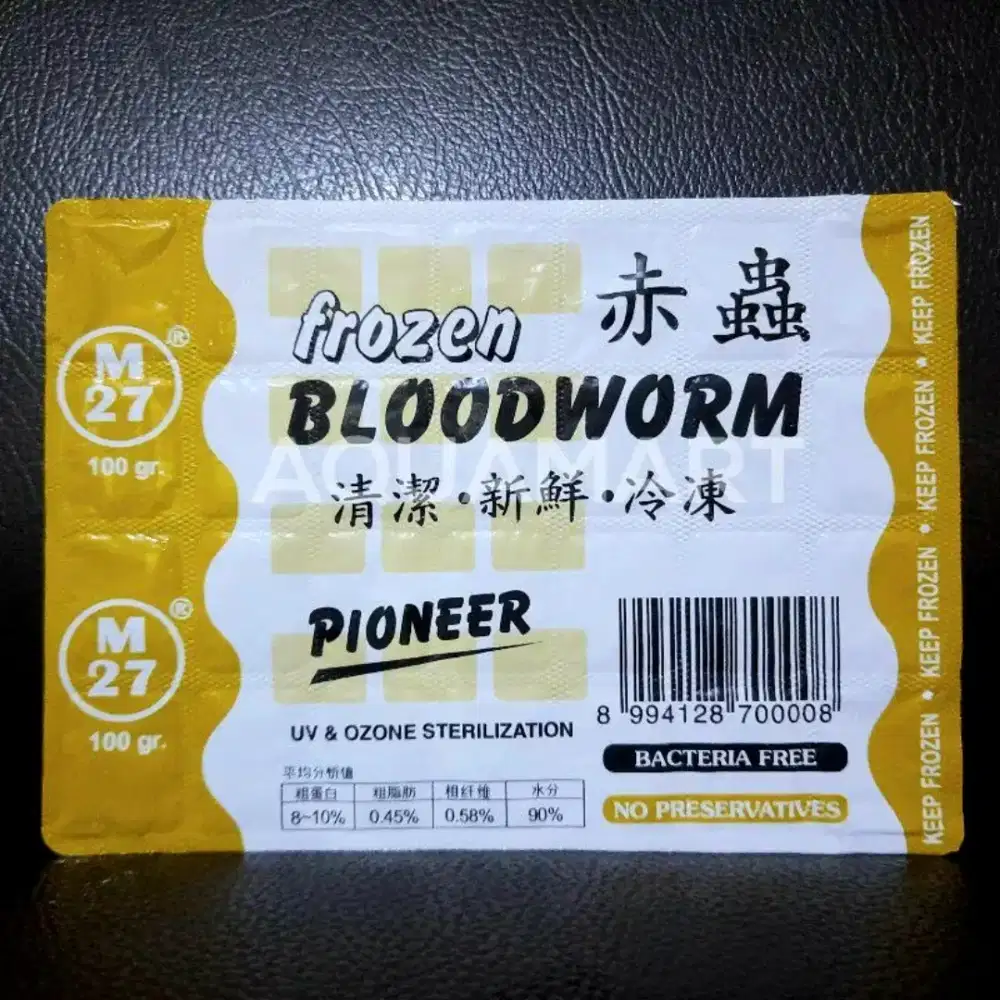 frozen
赤蟲
BLOODWORM
AQUAMART
清潔·新鮮·冷凍
M
27
®
100 gr.
M
27
®
100 gr.
PIONEER
UV & OZONE STERILIZATION
平均分析值
粗蛋白 粗脂肪 粗纤维 水分
8~10% 0.45% 0.58% 90%
8 994128 700008
BACTERIA FREE
NO PRESERVATIVES
KEEP FROZEN • KEEP FROZEN • KEEP FROZEN • KEEP FROZEN